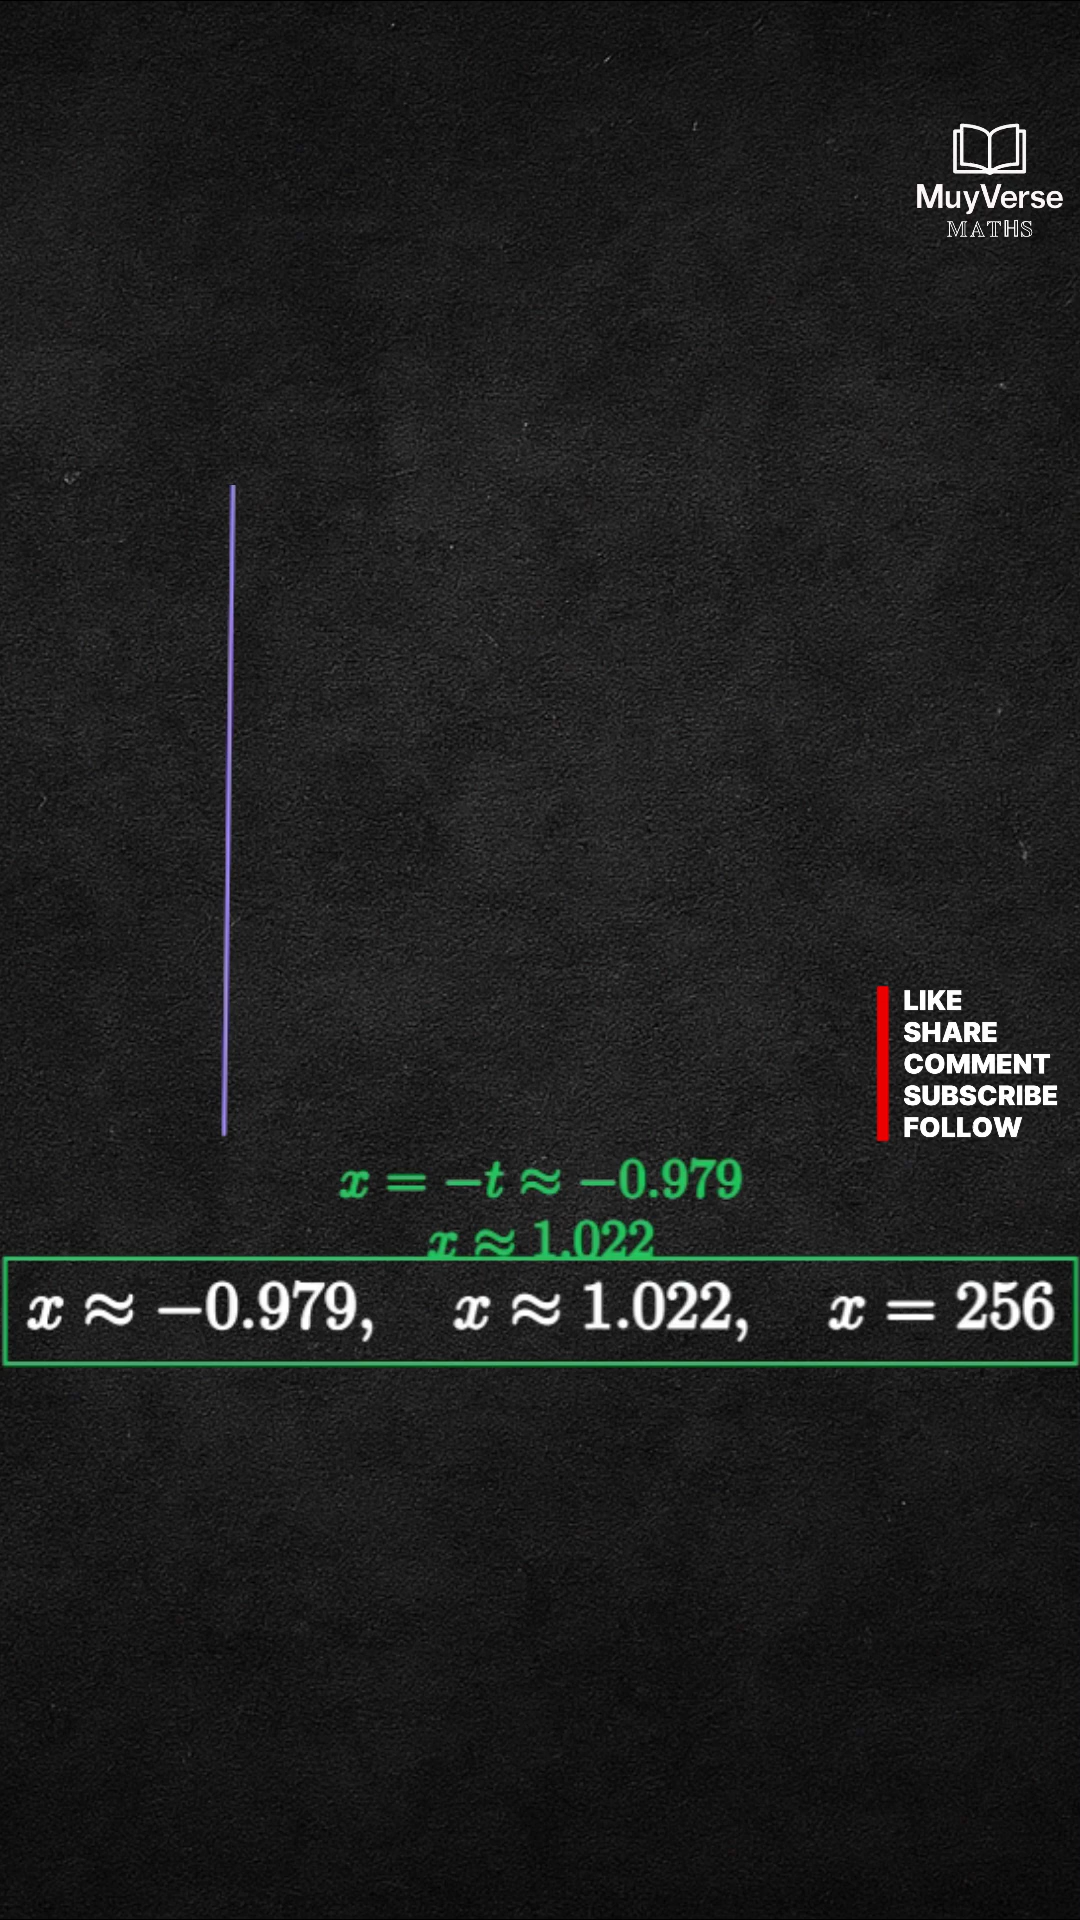 MuyVerse
MATHS
LIKE
SHARE
COMMENT
SUBSCRIBE
FOLLOW
x = −t ≈ −0.979
x ≈ 1.022
x ≈ −0.979, x ≈ 1.022, x = 256